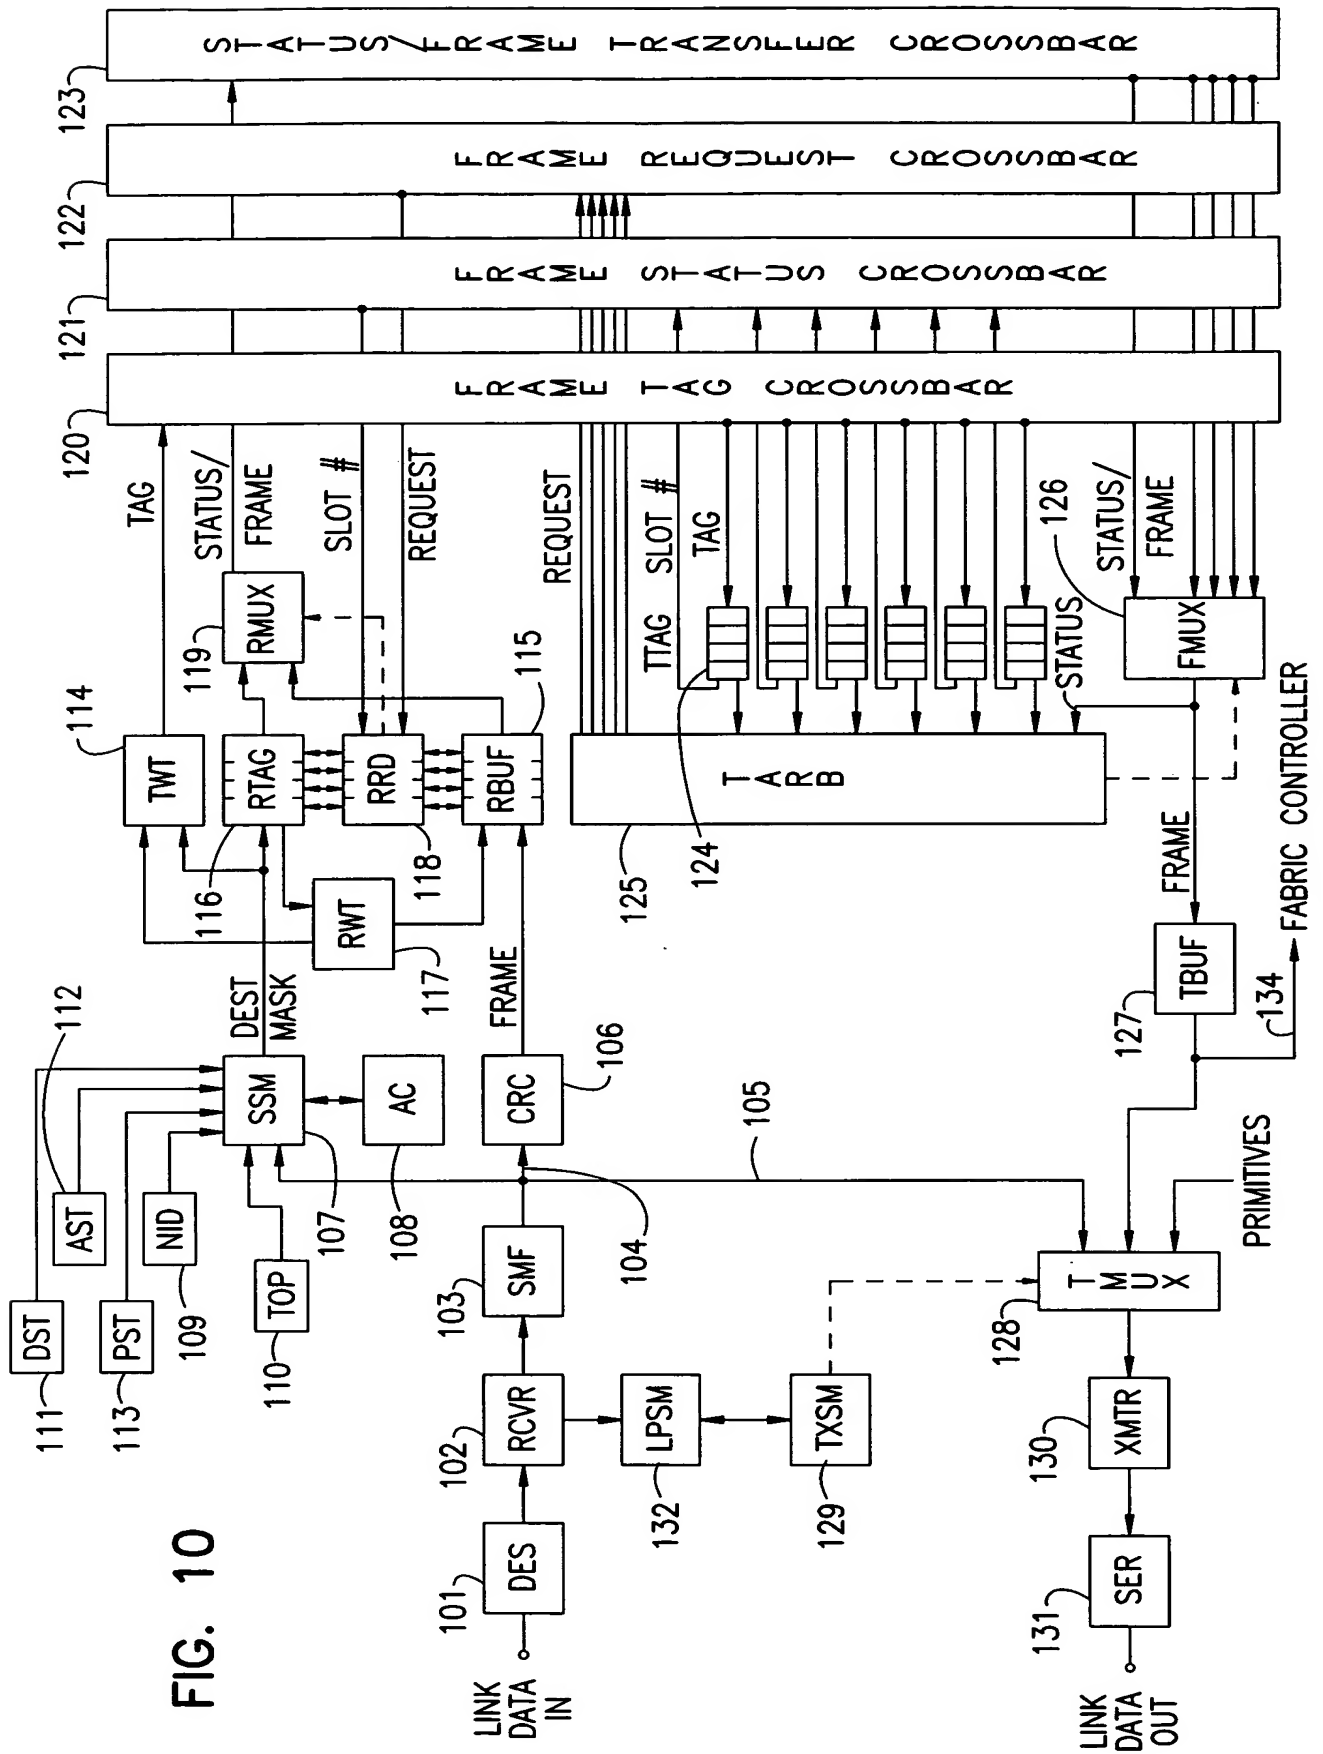 FIG. 10
LINK
DATA
IN
101
DES
102
RCVR
103
SMF
104
105
CRC
106
111
DST
112
AST
113
PST
109
NID
110
TOP
107
SSM
108
AC
DEST
MASK
FRAME
132
LPSM
129
TXSM
114
TWT
116
RTAG
118
RRD
RBUF
115
RWT
117
119
RMUX
TAG
STATUS/
FRAME
SLOT #
REQUEST
REQUEST
SLOT #
TAG
TTAG
124
125
TARB
STATUS
STATUS/
FRAME
126
FMUX
FRAME
127
TBUF
134
FABRIC CONTROLLER
PRIMITIVES
128
TMUX
130
XMTR
131
SER
LINK
DATA
OUT
120
FRAME TAG CROSSBAR
121
FRAME STATUS CROSSBAR
122
FRAME REQUEST CROSSBAR
123
STATUS/FRAME TRANSFER CROSSBAR